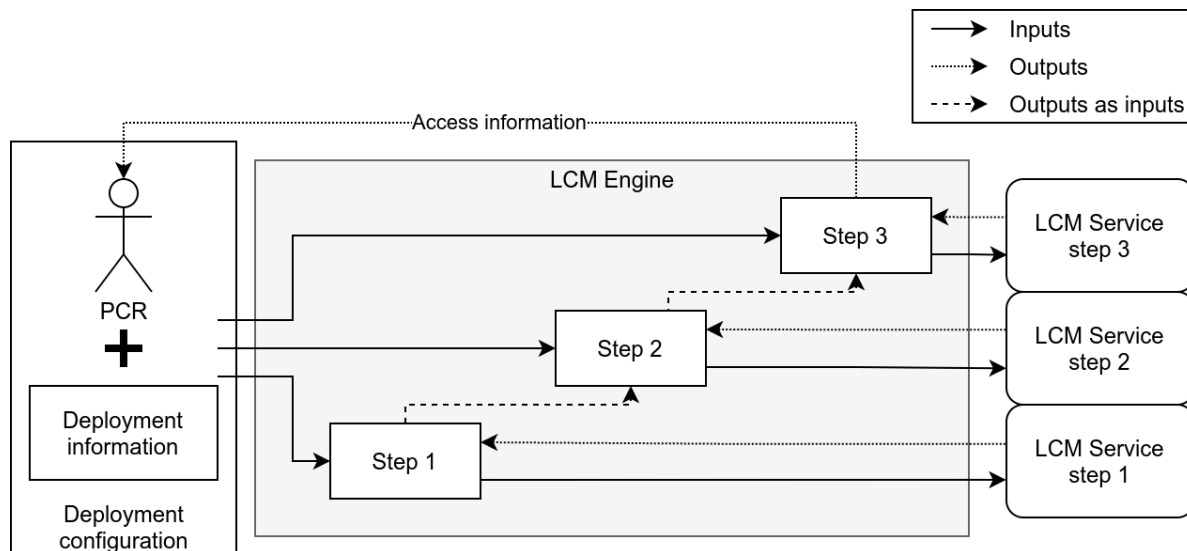 Inputs
Outputs
Outputs as inputs
Access information
LCM Engine
PCR
Deployment
information
Deployment
configuration
Step 3
Step 2
Step 1
LCM Service
step 3
LCM Service
step 2
LCM Service
step 1